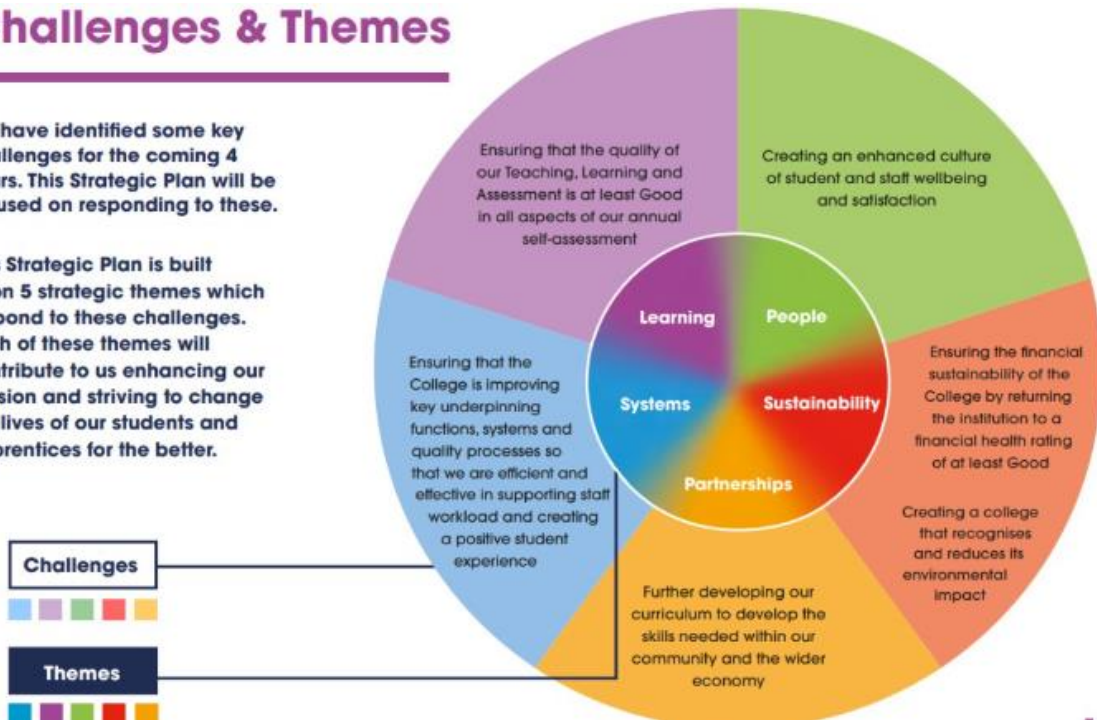 hallenges & Themes
have identified some key
llenges for the coming 4
rs. This Strategic Plan will be
used on responding to these.
Strategic Plan is built
on 5 strategic themes which
pond to these challenges.
h of these themes will
tribute to us enhancing our
sion and striving to change
lives of our students and
prentices for the better.
Challenges
Themes
Ensuring that the quality of
our Teaching, Learning and
Assessment is at least Good
in all aspects of our annual
self-assessment
Creating an enhanced culture
of student and staff wellbeing
and satisfaction
Ensuring that the
College is improving
key underpinning
functions, systems and
quality processes so
that we are efficient and
effective in supporting staff
workload and creating
a positive student
experience
Learning
People
Systems
Sustainability
Partnerships
Ensuring the financial
sustainability of the
College by returning
the institution to a
financial health rating
of at least Good
Creating a college
that recognises
and reduces its
environmental
impact
Further developing our
curriculum to develop the
skills needed within our
community and the wider
economy